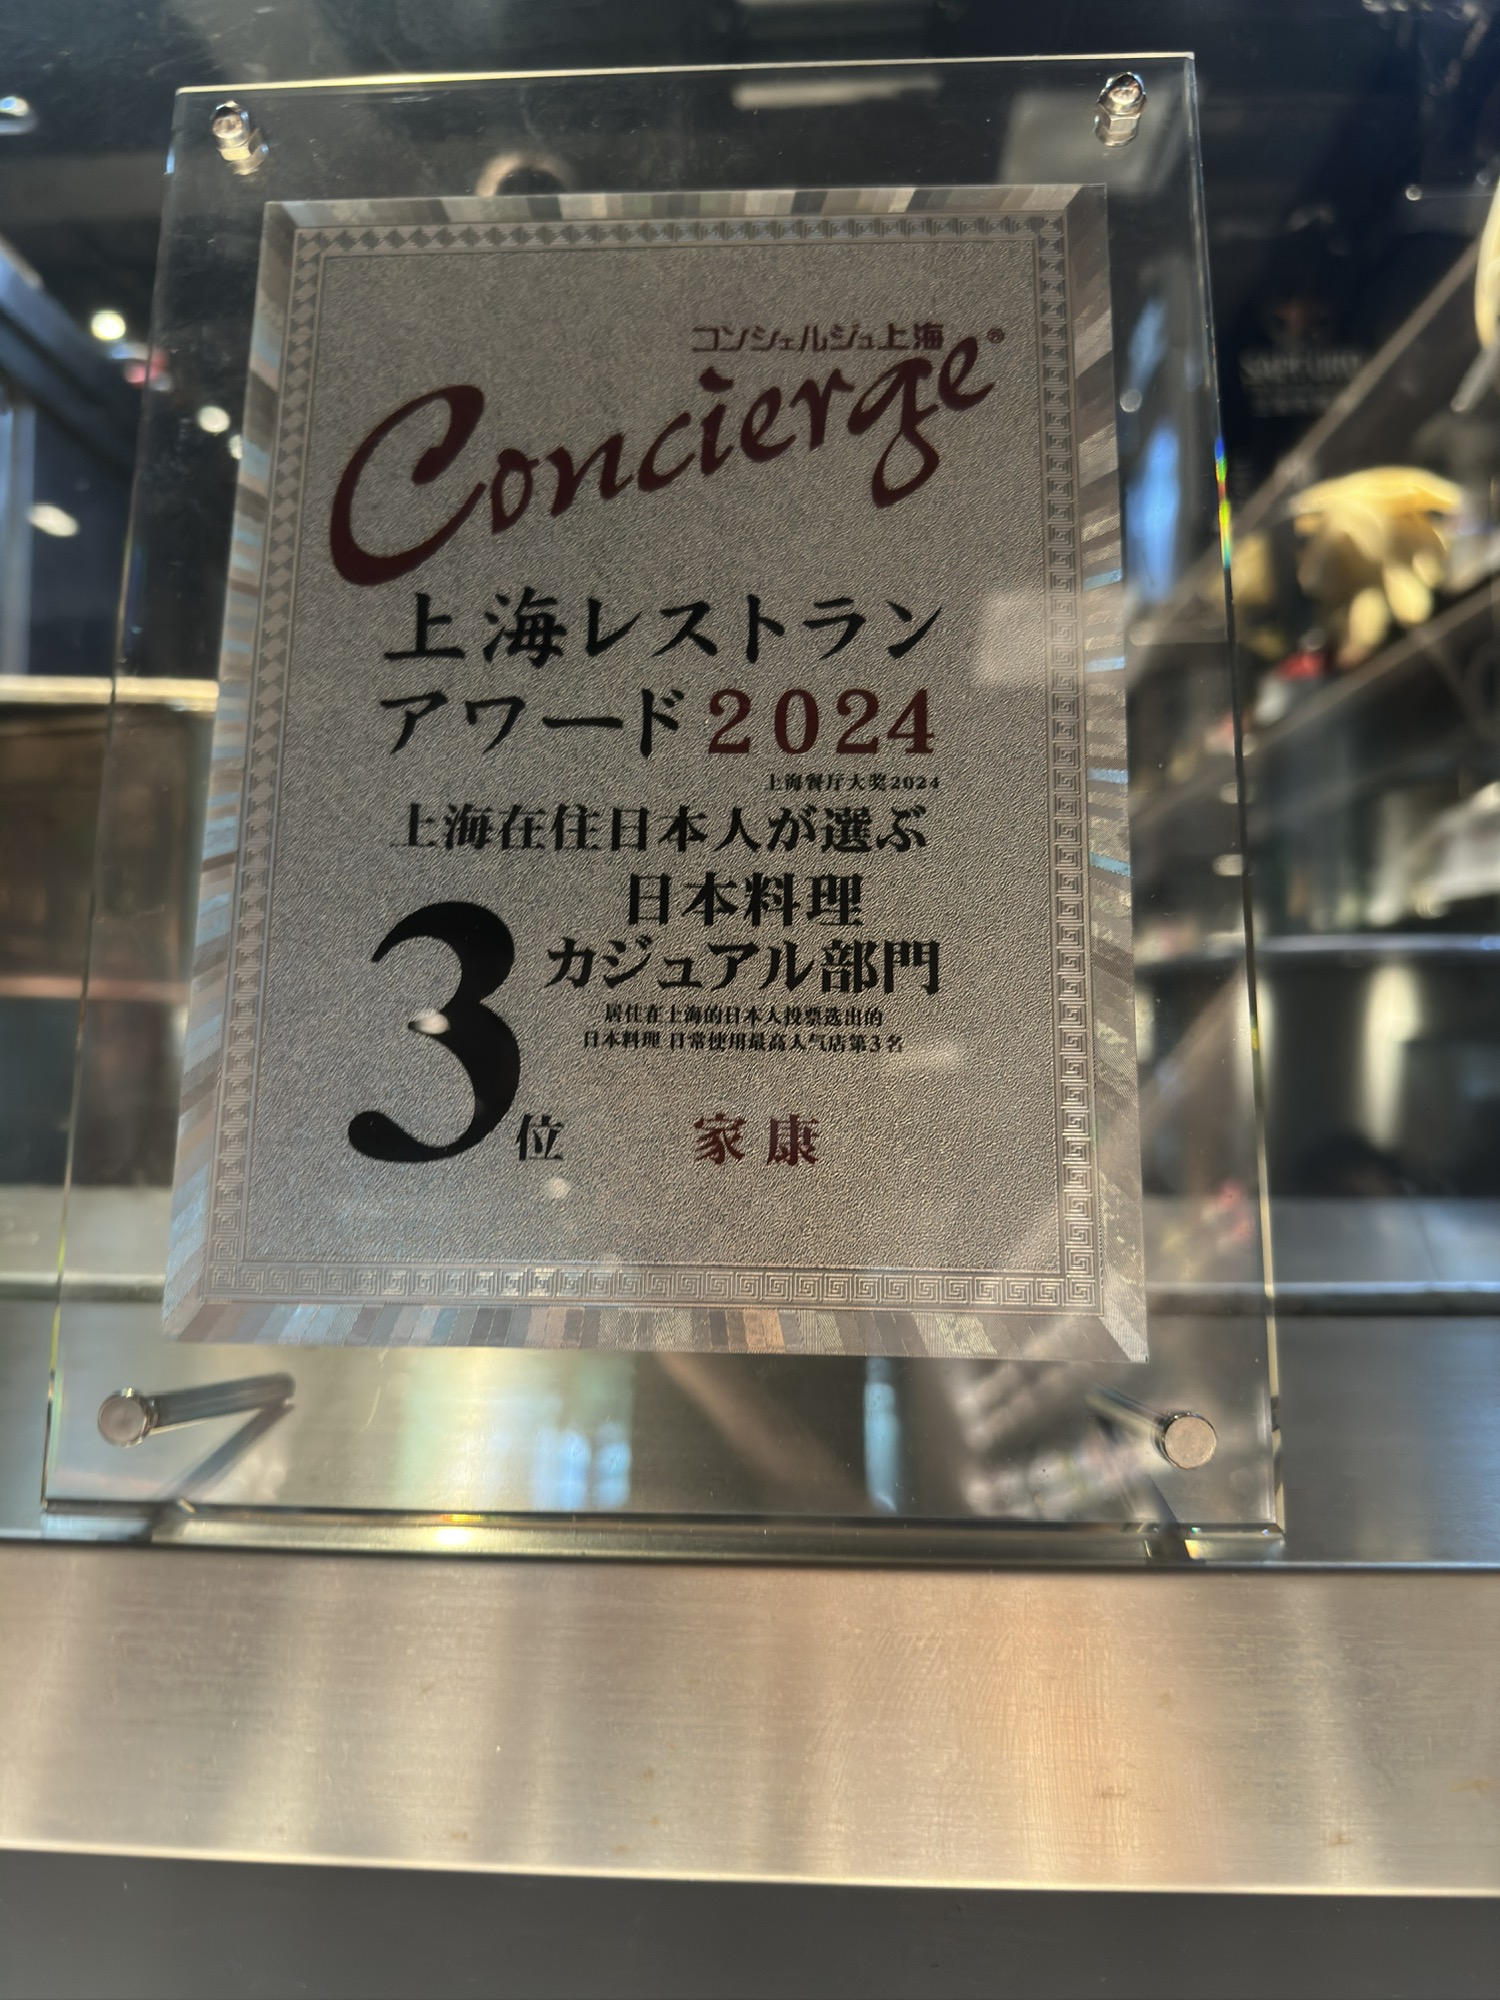 コンシェルジュ上海
Concierge®
上海レストラン
アワード2024
上海餐厅大奖2024
上海在住日本人が選ぶ
日本料理
カジュアル部門
居住在上海的日本人投票选出的
日本料理 日常使用最高人气店第3名
3位
家康
SAPPORO